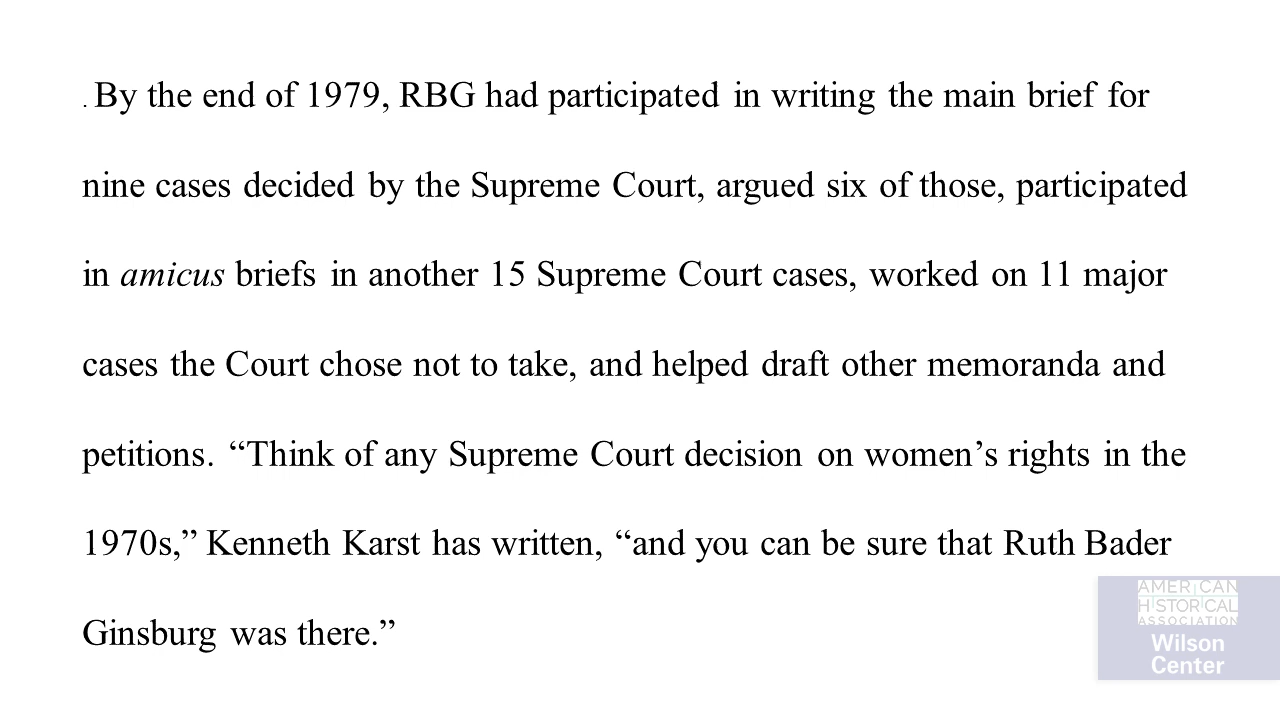 . By the end of 1979, RBG had participated in writing the main brief for
nine cases decided by the Supreme Court, argued six of those, participated
in amicus briefs in another 15 Supreme Court cases, worked on 11 major
cases the Court chose not to take, and helped draft other memoranda and
petitions. “Think of any Supreme Court decision on women’s rights in the
1970s,” Kenneth Karst has written, “and you can be sure that Ruth Bader
Ginsburg was there.”
AMERICAN
HISTORICAL
ASSOCIATION
Wilson
Center